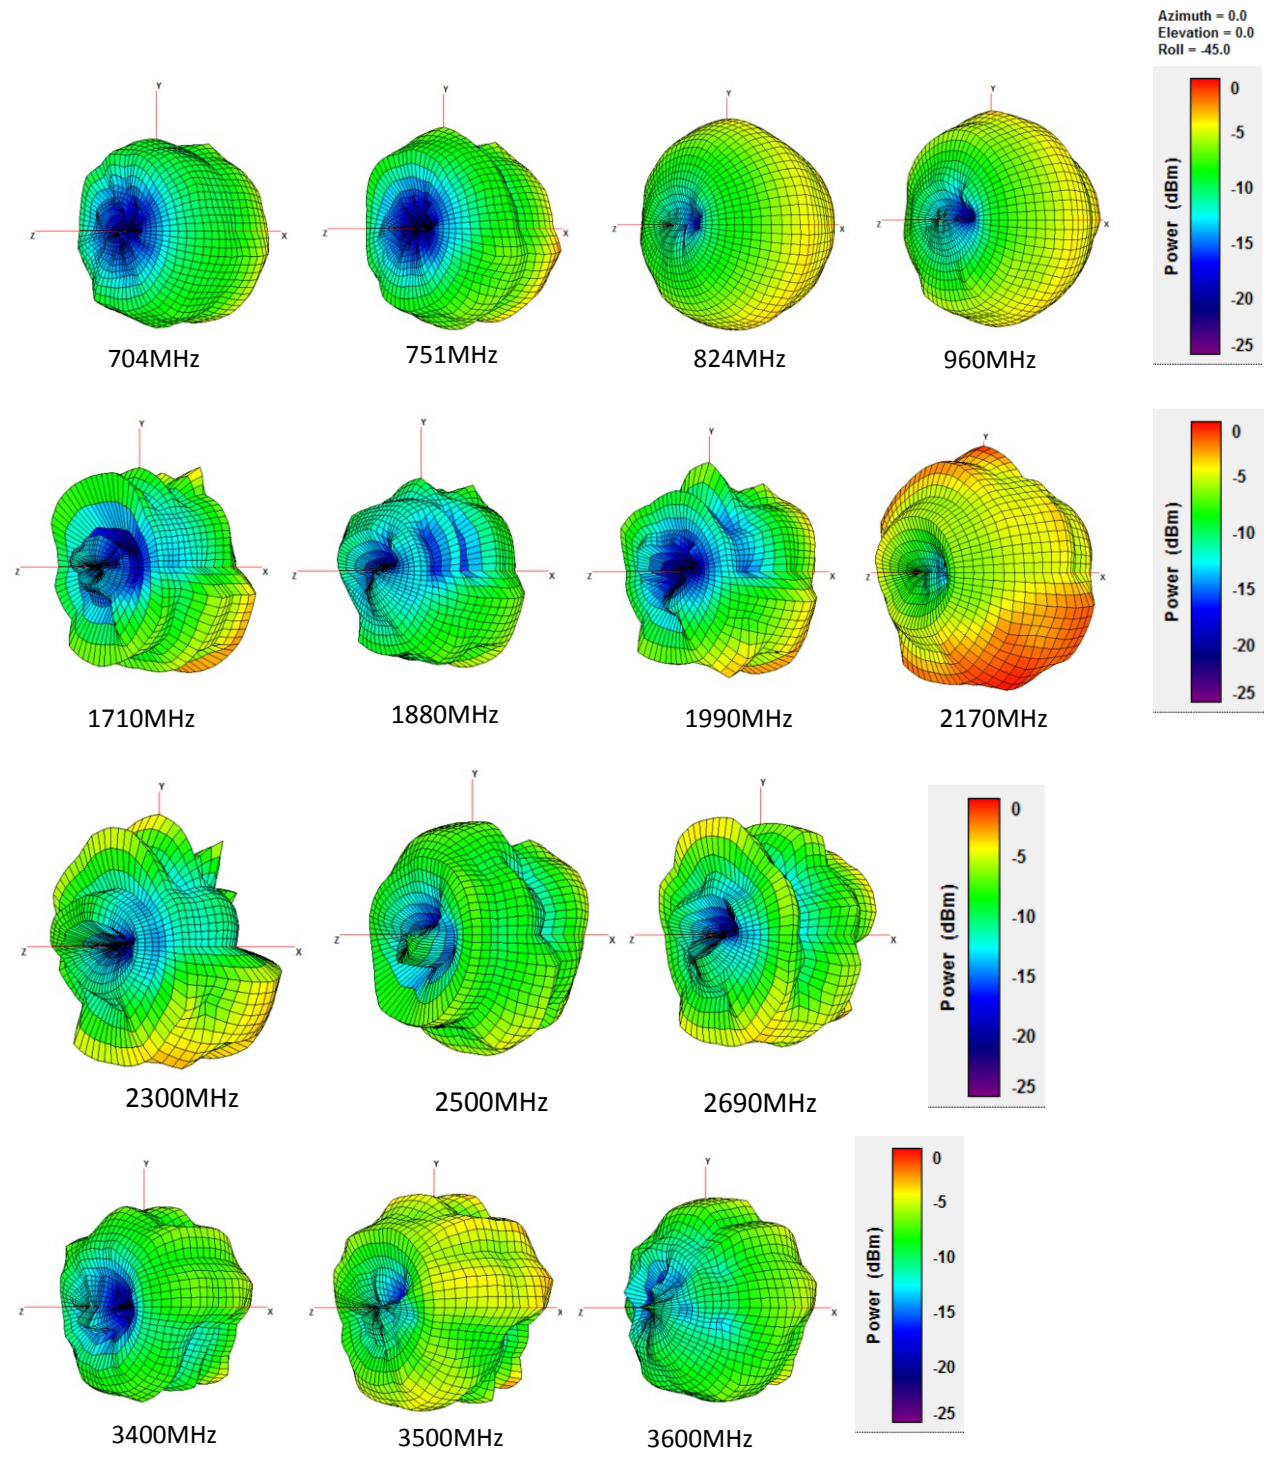 Azimuth = 0.0
Elevation = 0.0
Roll = -45.0
Y
Z
X
704MHz
Y
Z
X
751MHz
Y
Z
X
824MHz
Y
Z
X
960MHz
Power (dBm)
0
-5
-10
-15
-20
-25
Y
Z
X
1710MHz
Y
Z
X
1880MHz
Y
Z
X
1990MHz
Y
Z
X
2170MHz
Power (dBm)
0
-5
-10
-15
-20
-25
Y
Z
X
2300MHz
Y
Z
X
2500MHz
Y
Z
X
2690MHz
Power (dBm)
0
-5
-10
-15
-20
-25
Y
Z
X
3400MHz
Y
Z
X
3500MHz
Y
Z
X
3600MHz
Power (dBm)
0
-5
-10
-15
-20
-25